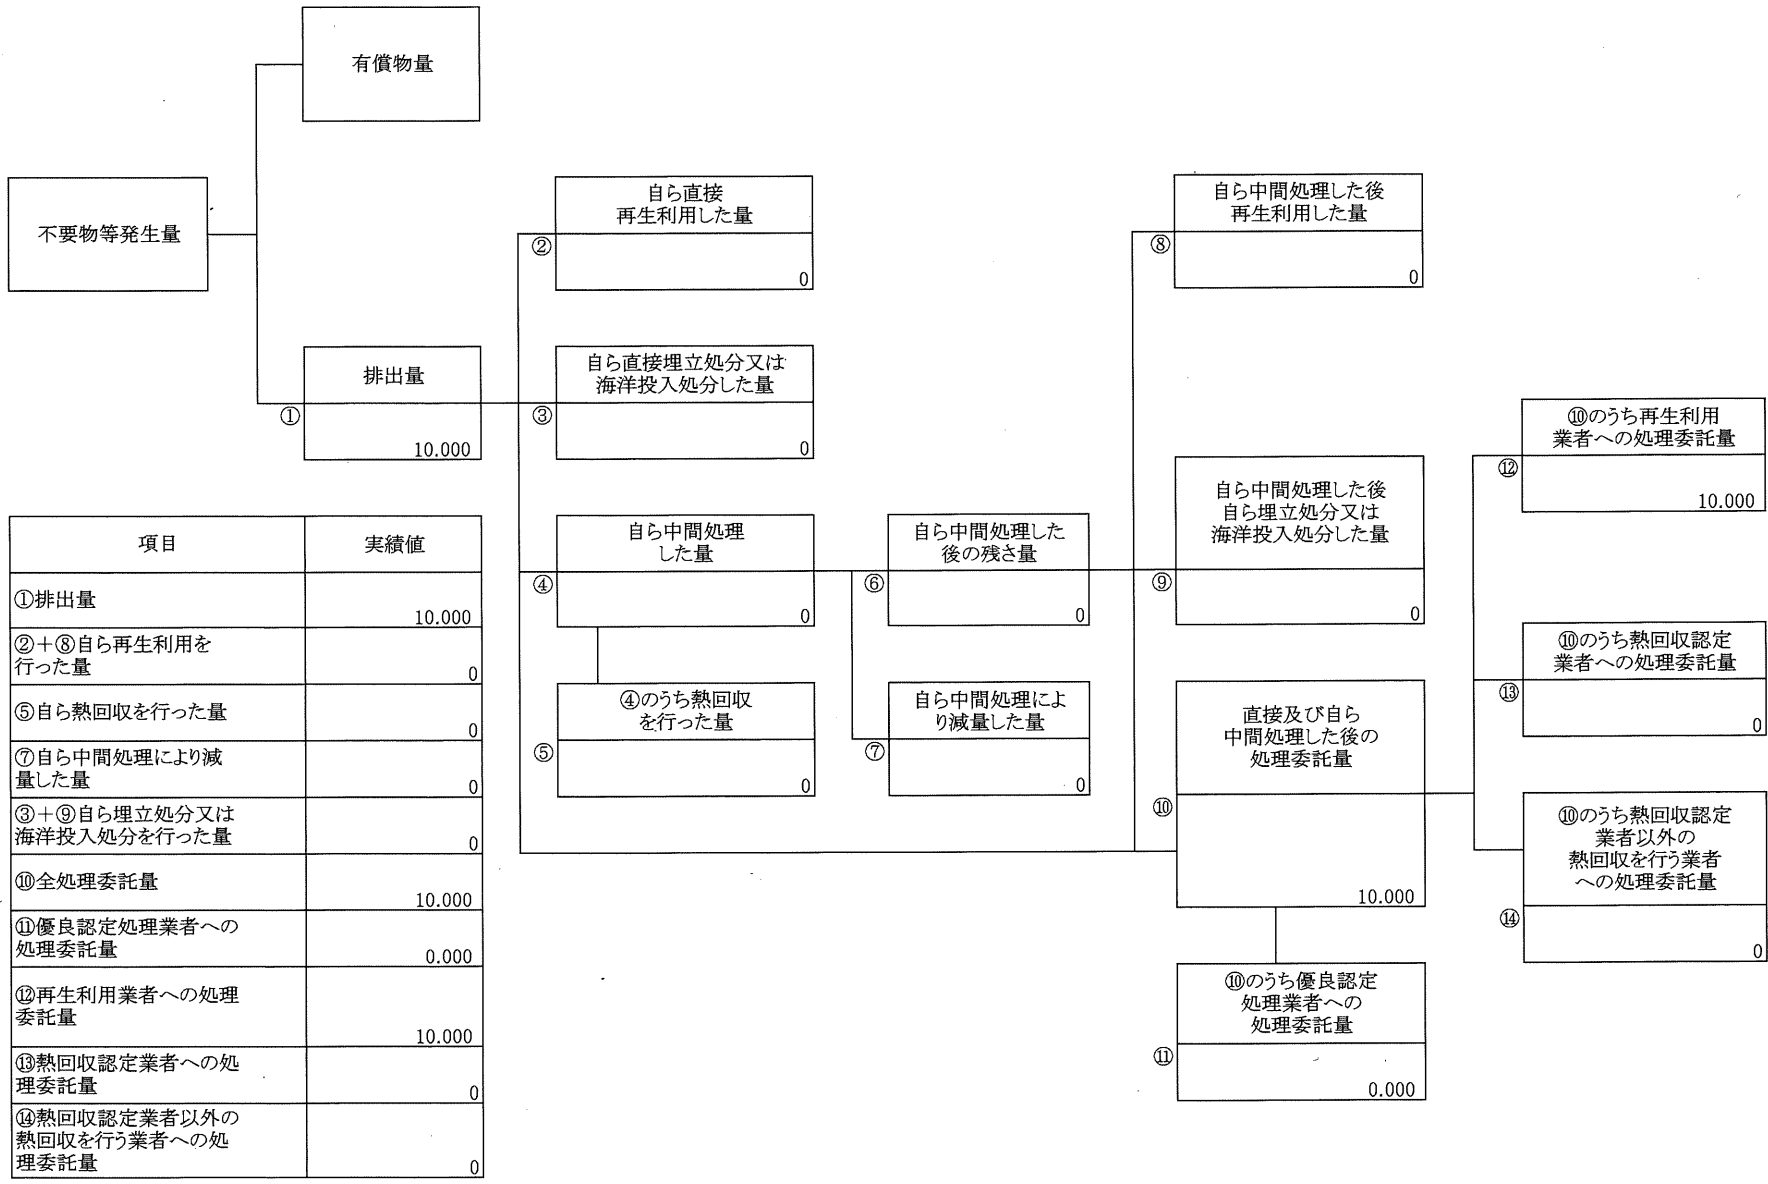 有償物量
不要物等発生量
排出量
①
10.000
自ら直接
再生利用した量
②
0
自ら直接埋立処分又は
海洋投入処分した量
③
0
自ら中間処理
した量
④
0
④のうち熱回収
を行った量
⑤
0
自ら中間処理した
後の残さ量
⑥
0
自ら中間処理によ
り減量した量
⑦
0
自ら中間処理した後
再生利用した量
⑧
0
自ら中間処理した後
自ら埋立処分又は
海洋投入処分した量
⑨
0
直接及び自ら
中間処理した後の
処理委託量
⑩
10.000
⑩のうち優良認定
処理業者への
処理委託量
⑪
0.000
⑩のうち再生利用
業者への処理委託量
⑫
10.000
⑩のうち熱回収認定
業者への処理委託量
⑬
0
⑩のうち熱回収認定
業者以外の
熱回収を行う業者
への処理委託量
⑭
0
項目 実績値
①排出量
10.000
②+⑧自ら再生利用を
行った量
0
⑤自ら熱回収を行った量
0
⑦自ら中間処理により減
量した量
0
③+⑨自ら埋立処分又は
海洋投入処分を行った量
0
⑩全処理委託量
10.000
⑪優良認定処理業者への
処理委託量
0.000
⑫再生利用業者への処理
委託量
10.000
⑬熱回収認定業者への処
理委託量
0
⑭熱回収認定業者以外の
熱回収を行う業者への処
理委託量
0